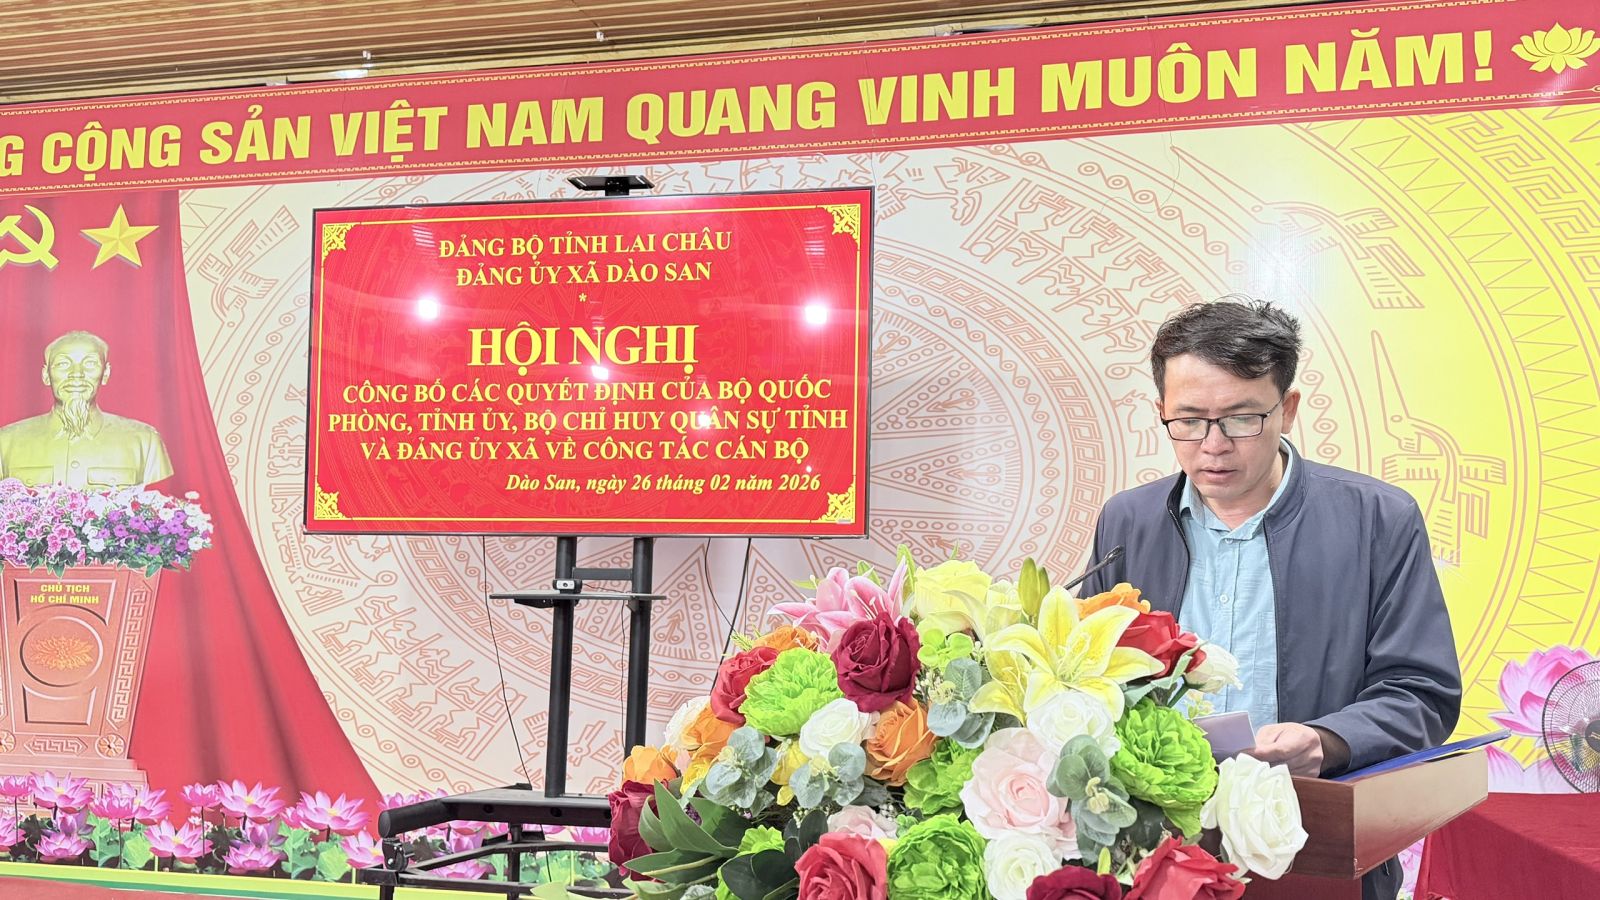 G CỘNG SẢN VIỆT NAM QUANG VINH MUÔN NĂM!
ĐẢNG BỘ TỈNH LAI CHÂU
ĐẢNG ỦY XÃ DÀO SAN
*
HỘI NGHỊ
CÔNG BỐ CÁC QUYẾT ĐỊNH CỦA BỘ QUỐC
PHÒNG, TỈNH ỦY, BỘ CHỈ HUY QUÂN SỰ TỈNH
VÀ ĐẢNG ỦY XÃ VỀ CÔNG TÁC CÁN BỘ
Dào San, ngày 26 tháng 02 năm 2026
CHỦ TỊCH
HỒ CHÍ MINH